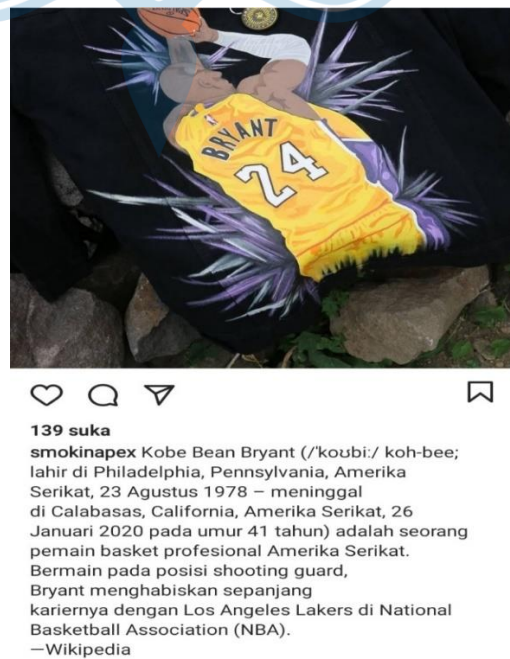 BRYANT
24
139 suka
smokinapex Kobe Bean Bryant (/'koʊbiː/ koh-bee;
lahir di Philadelphia, Pennsylvania, Amerika
Serikat, 23 Agustus 1978 – meninggal
di Calabasas, California, Amerika Serikat, 26
Januari 2020 pada umur 41 tahun) adalah seorang
pemain basket profesional Amerika Serikat.
Bermain pada posisi shooting guard,
Bryant menghabiskan sepanjang
kariernya dengan Los Angeles Lakers di National
Basketball Association (NBA).
—Wikipedia